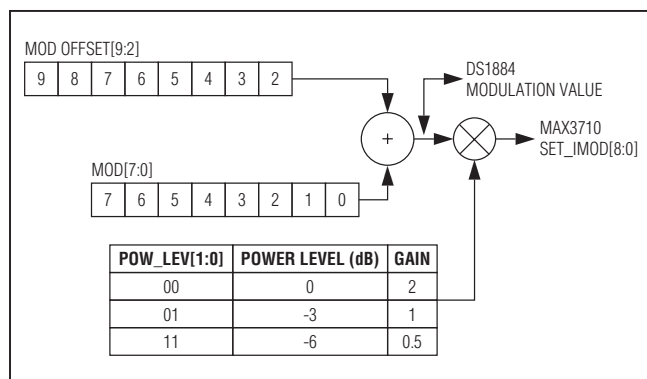 MOD OFFSET[9:2]
9 8 7 6 5 4 3 2
DS1884
MODULATION VALUE
+
MAX3710
SET_IMOD[8:0]
MOD[7:0]
7 6 5 4 3 2 1 0
POW_LEV[1:0] POWER LEVEL (dB) GAIN
00 0 2
01 -3 1
11 -6 0.5